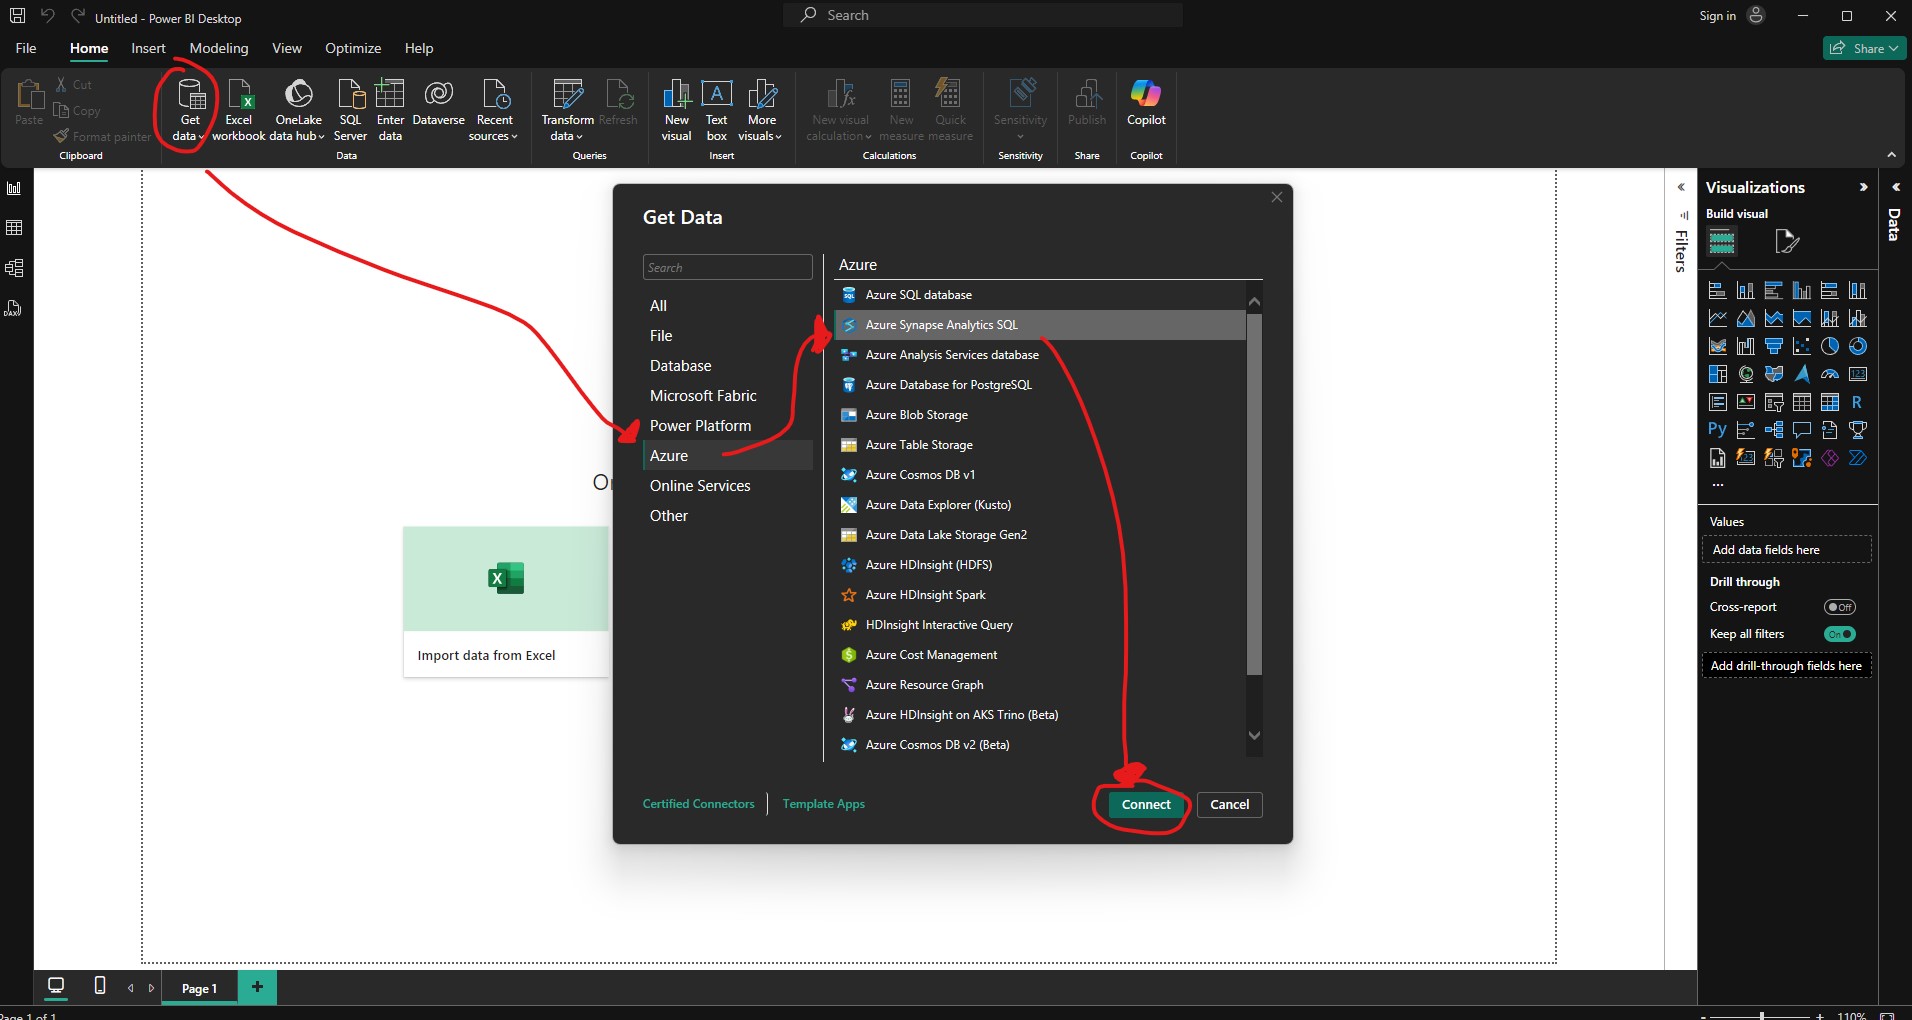 Untitled - Power BI Desktop
Search
Sign in
File Home Insert Modeling View Optimize Help
Share
Paste
Cut
Copy
Format painter
Clipboard
Get data
Excel workbook
OneLake data hub
SQL Server
Enter data
Dataverse
Recent sources
Data
Transform data
Refresh
Queries
New visual
Text box
More visuals
Insert
New visual calculation
New measure
Quick measure
Calculations
Sensitivity
Sensitivity
Publish
Share
Copilot
Copilot
Get Data
Search
All
File
Database
Microsoft Fabric
Power Platform
Azure
Online Services
Other
Azure
Azure SQL database
Azure Synapse Analytics SQL
Azure Analysis Services database
Azure Database for PostgreSQL
Azure Blob Storage
Azure Table Storage
Azure Cosmos DB v1
Azure Data Explorer (Kusto)
Azure Data Lake Storage Gen2
Azure HDInsight (HDFS)
Azure HDInsight Spark
HDInsight Interactive Query
Azure Cost Management
Azure Resource Graph
Azure HDInsight on AKS Trino (Beta)
Azure Cosmos DB v2 (Beta)
Certified Connectors
Template Apps
Connect
Cancel
Import data from Excel
Filters
Visualizations
Build visual
R
Py
...
Values
Add data fields here
Drill through
Cross-report
Off
Keep all filters
On
Add drill-through fields here
Data
Page 1
Page 1 of 1
110%